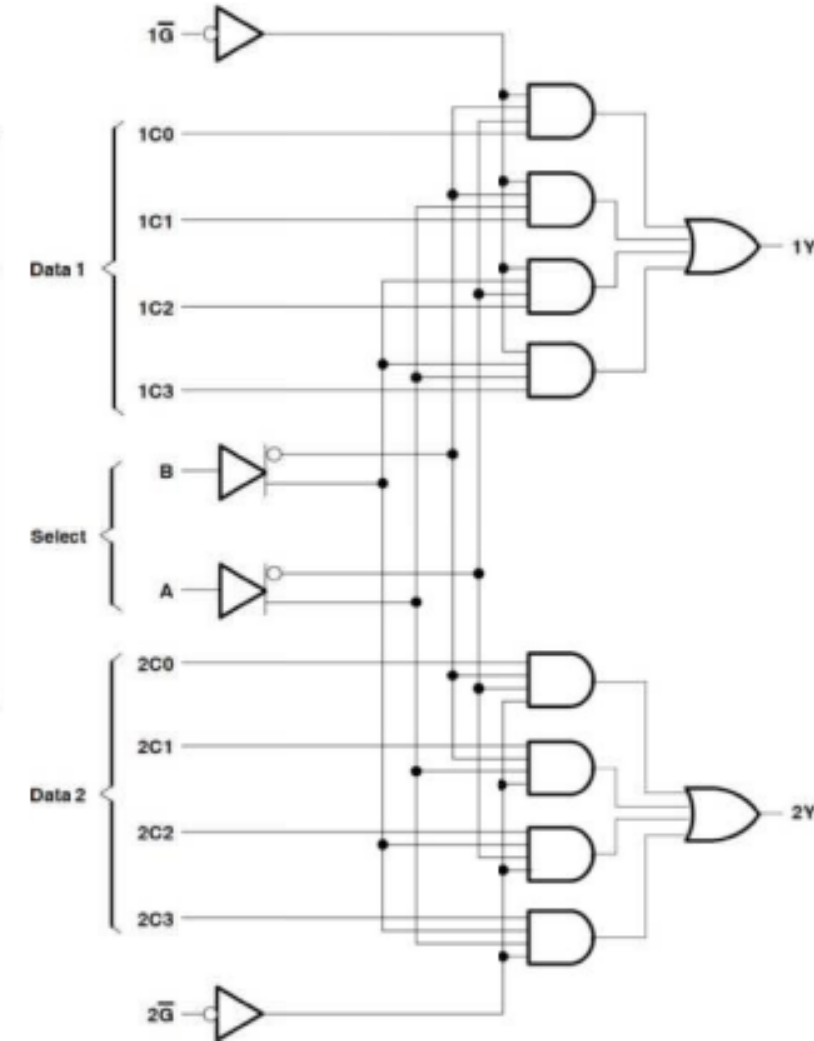 1G̅
1C0
1C1
Data 1
1Y
1C2
1C3
B
Select
A
2C0
2C1
Data 2
2Y
2C2
2C3
2G̅